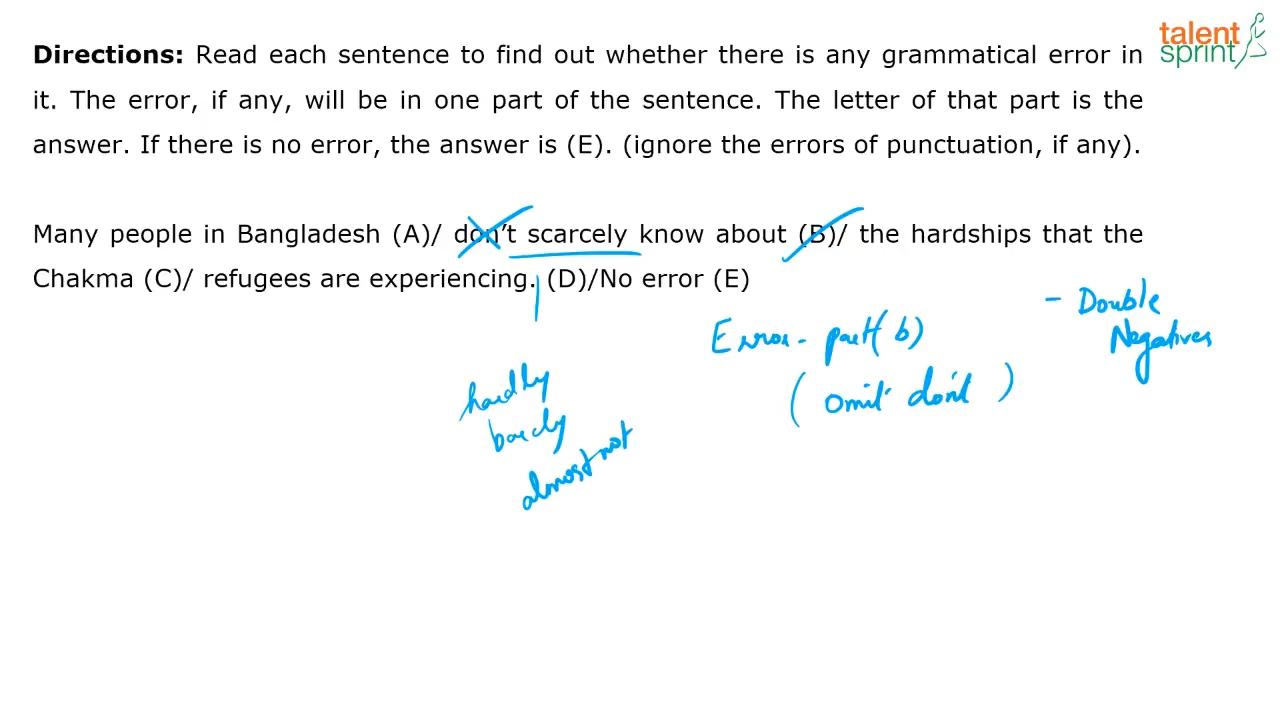 talent
sprint
Directions: Read each sentence to find out whether there is any grammatical error in
it. The error, if any, will be in one part of the sentence. The letter of that part is the
answer. If there is no error, the answer is (E). (ignore the errors of punctuation, if any).
Many people in Bangladesh (A)/ don't scarcely know about (B)/ the hardships that the
Chakma (C)/ refugees are experiencing. (D)/No error (E)
- Double
Negatives
Error - part (b)
(omit don't)
hardly
barely
almost not